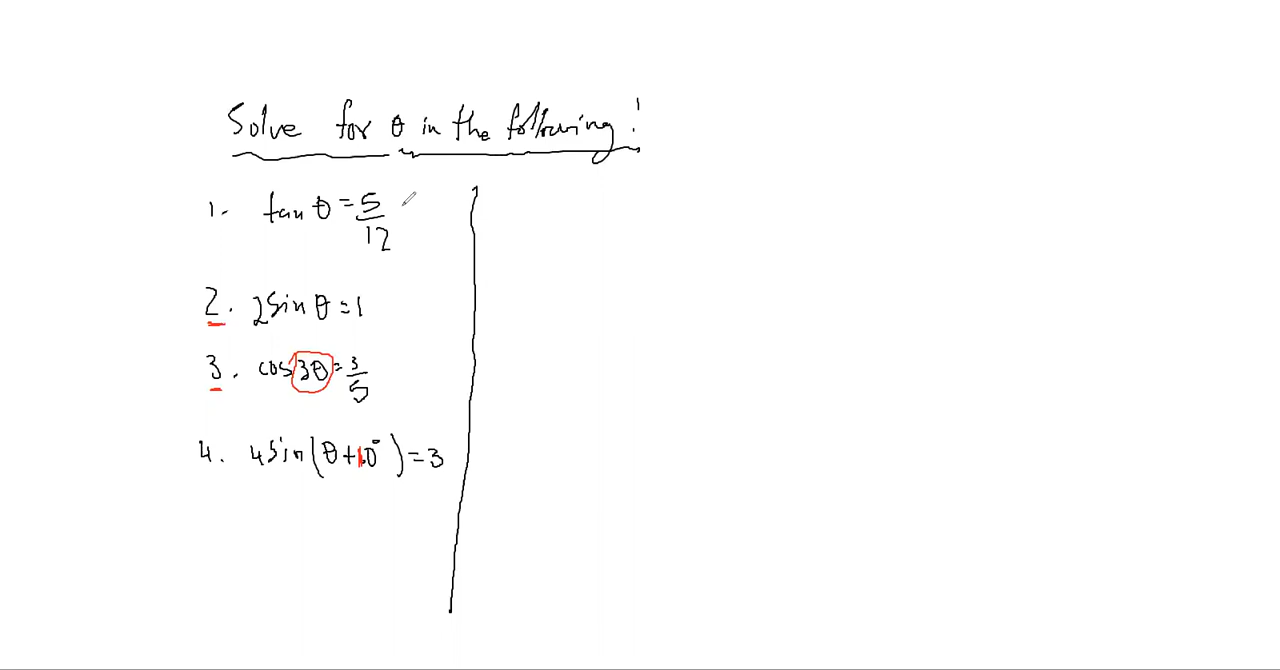 Solve for θ in the following!
1. tan θ = 5/12
2. 2sin θ = 1
3. cos 3θ = 3/5
4. 4sin(θ+10°) = 3